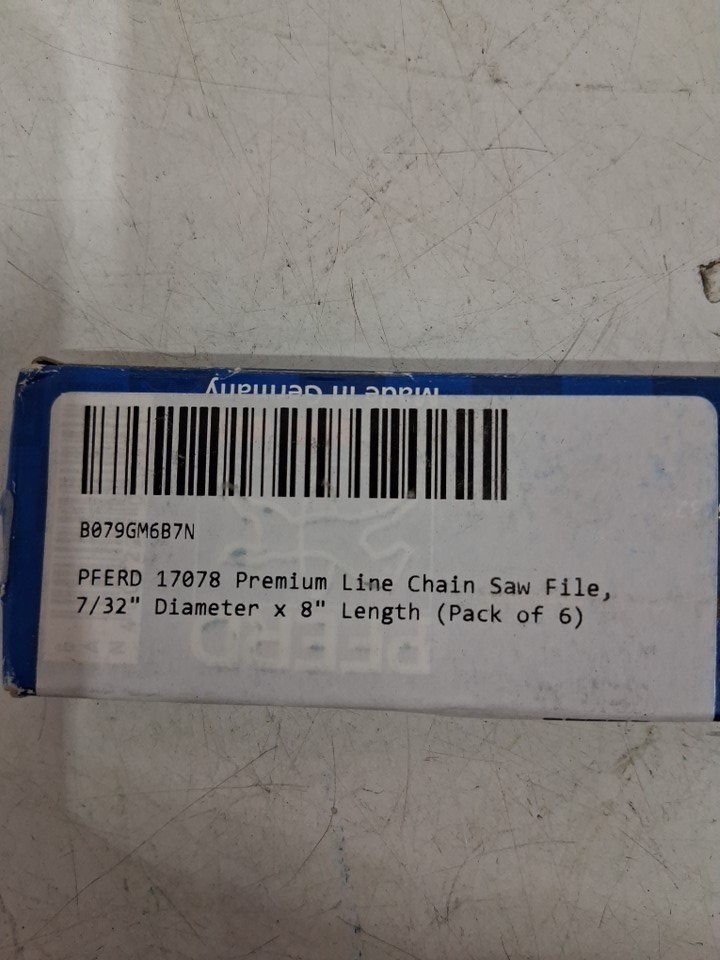 Made in Germany
B079GM6B7N
PFERD 17078 Premium Line Chain Saw File,
7/32" Diameter x 8" Length (Pack of 6)
PFERD